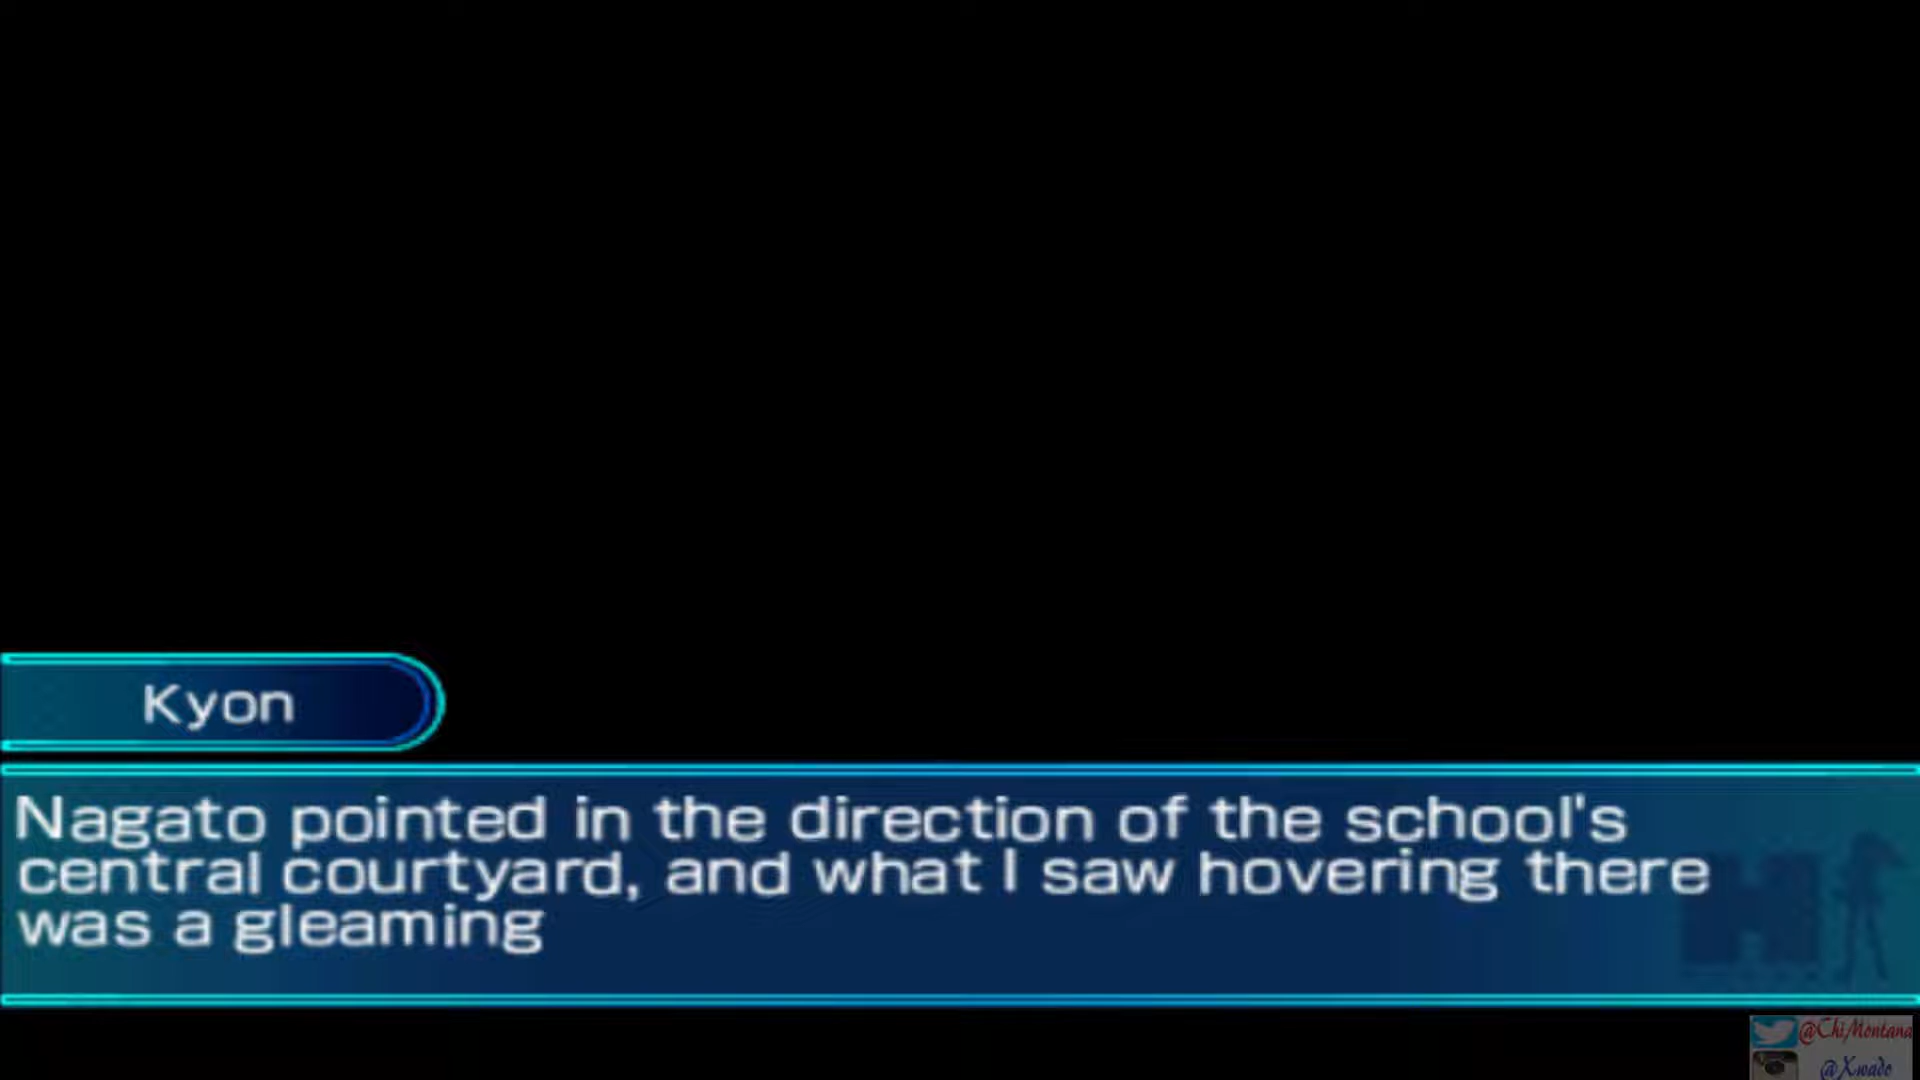 Kyon
Nagato pointed in the direction of the school's
central courtyard, and what I saw hovering there
was a gleaming
@ChiMontana
@Xwado